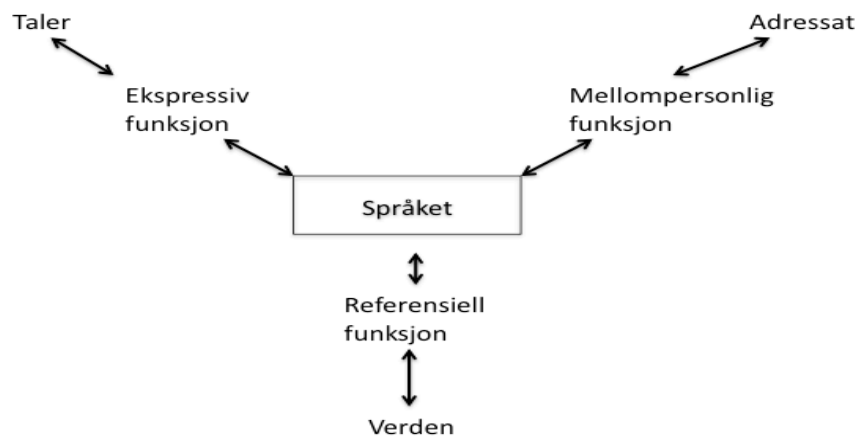 Taler
Adressat
Ekspressiv
funksjon
Mellompersonlig
funksjon
Språket
Referensiell
funksjon
Verden